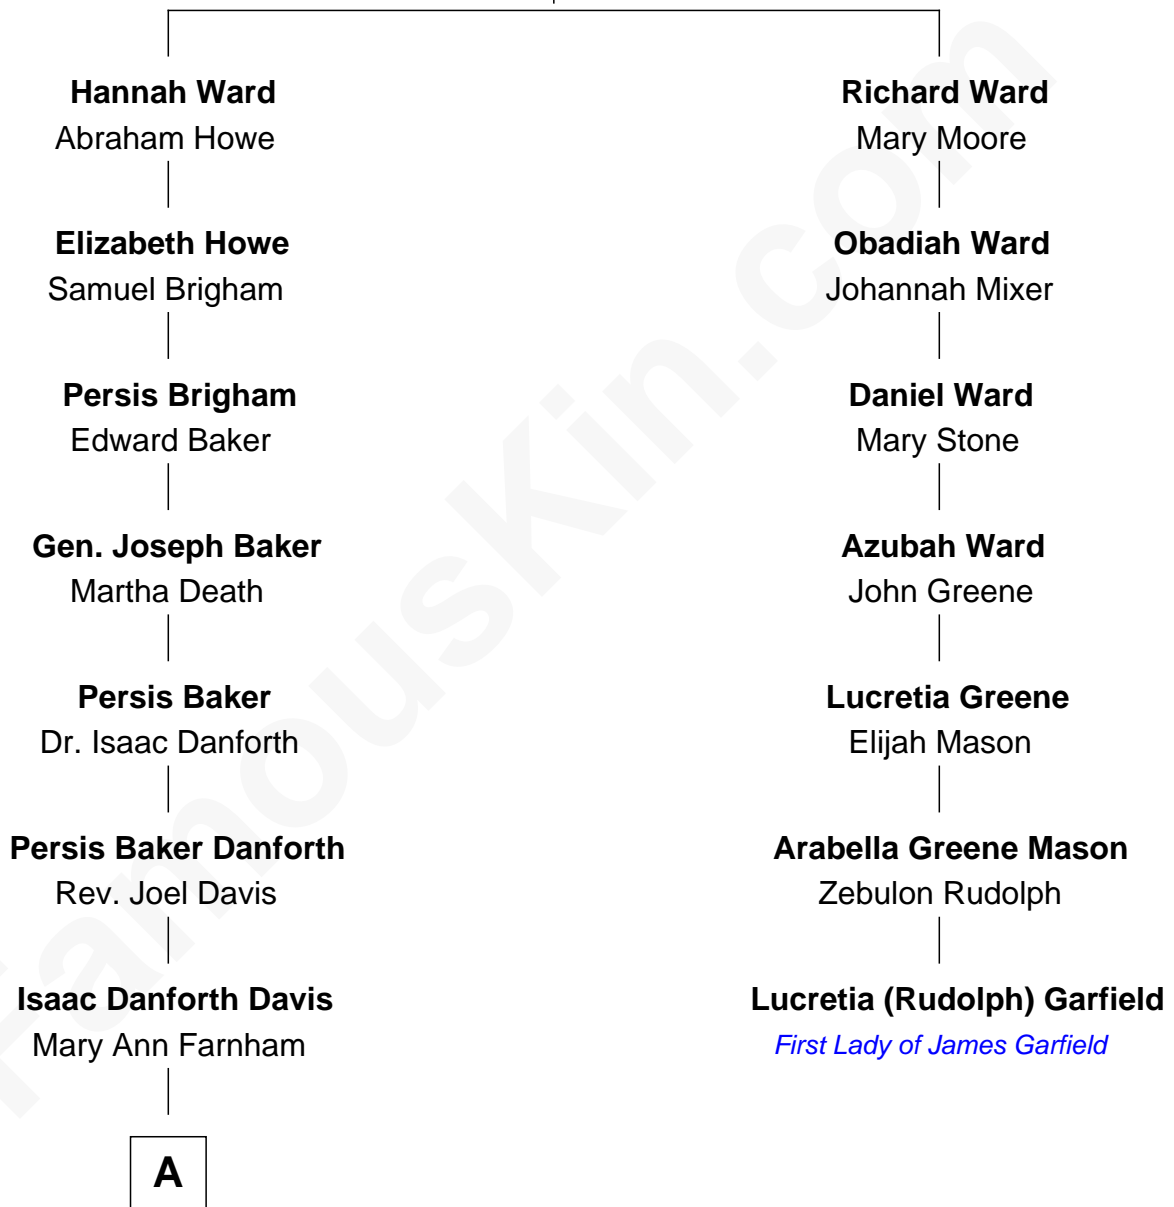 Hannah Ward
Abraham Howe
Richard Ward
Mary Moore
Elizabeth Howe
Samuel Brigham
Obadiah Ward
Johannah Mixer
Persis Brigham
Edward Baker
Daniel Ward
Mary Stone
Gen. Joseph Baker
Martha Death
Azubah Ward
John Greene
Persis Baker
Dr. Isaac Danforth
Lucretia Greene
Elijah Mason
Persis Baker Danforth
Rev. Joel Davis
Arabella Greene Mason
Zebulon Rudolph
Isaac Danforth Davis
Mary Ann Farnham
Lucretia (Rudolph) Garfield
First Lady of James Garfield
A
FamousKin.com